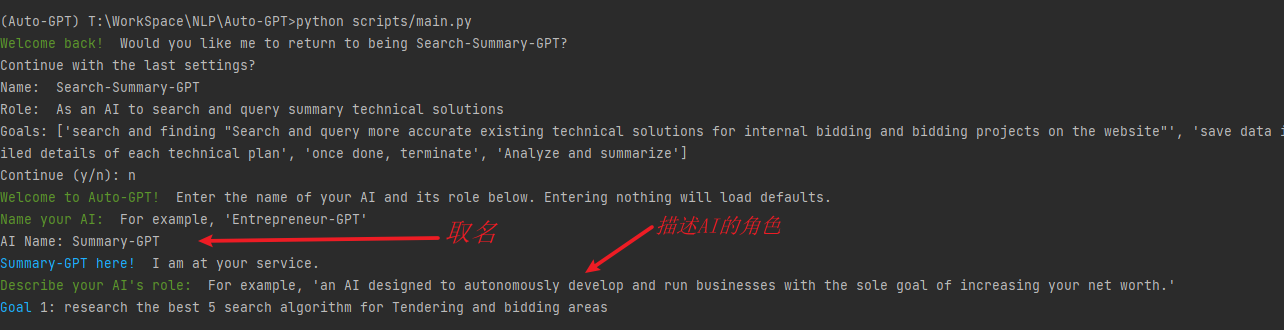 (Auto-GPT) T:\WorkSpace\NLP\Auto-GPT>python scripts/main.py
Welcome back!  Would you like me to return to being Search-Summary-GPT?
Continue with the last settings?
Name:  Search-Summary-GPT
Role:  As an AI to search and query summary technical solutions
Goals: ['search and finding "Search and query more accurate existing technical solutions for internal bidding and bidding projects on the website"', 'save data i
iled details of each technical plan', 'once done, terminate', 'Analyze and summarize']
Continue (y/n): n
Welcome to Auto-GPT!  Enter the name of your AI and its role below. Entering nothing will load defaults.
Name your AI:  For example, 'Entrepreneur-GPT'
AI Name: Summary-GPT
取名
描述AI的角色
Summary-GPT here!  I am at your service.
Describe your AI's role:  For example, 'an AI designed to autonomously develop and run businesses with the sole goal of increasing your net worth.'
Goal 1: research the best 5 search algorithm for Tendering and bidding areas